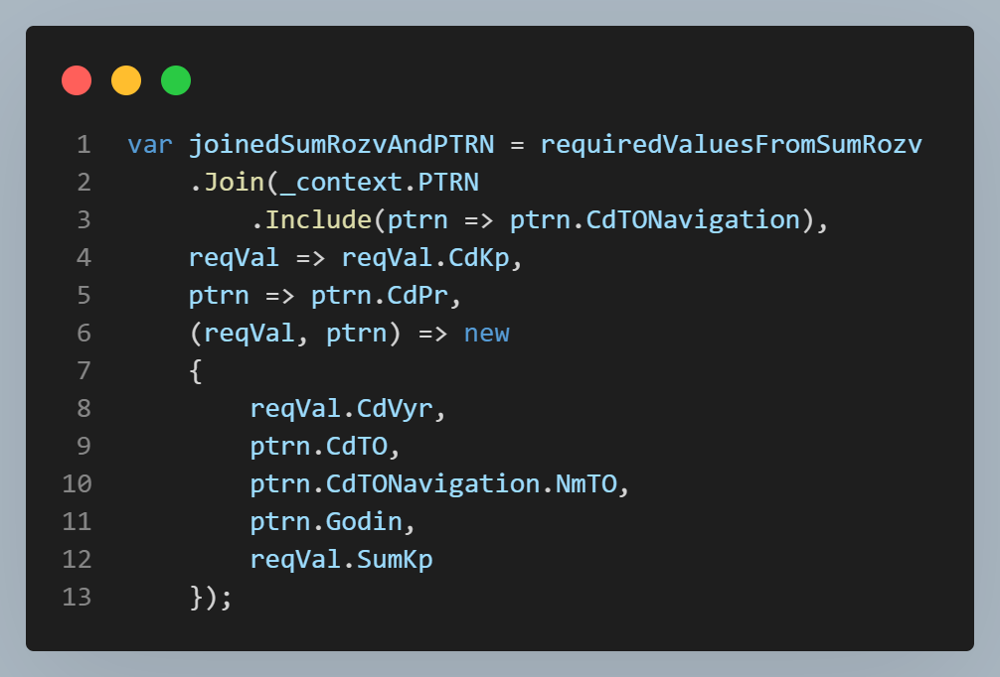 1 var joinedSumRozvAndPTRN = requiredValuesFromSumRozv
2     .Join(_context.PTRN
3         .Include(ptrn => ptrn.CdTONavigation),
4     reqVal => reqVal.CdKp,
5     ptrn => ptrn.CdPr,
6     (reqVal, ptrn) => new
7     {
8         reqVal.CdVyr,
9         ptrn.CdTO,
10         ptrn.CdTONavigation.NmTO,
11         ptrn.Godin,
12         reqVal.SumKp
13     });